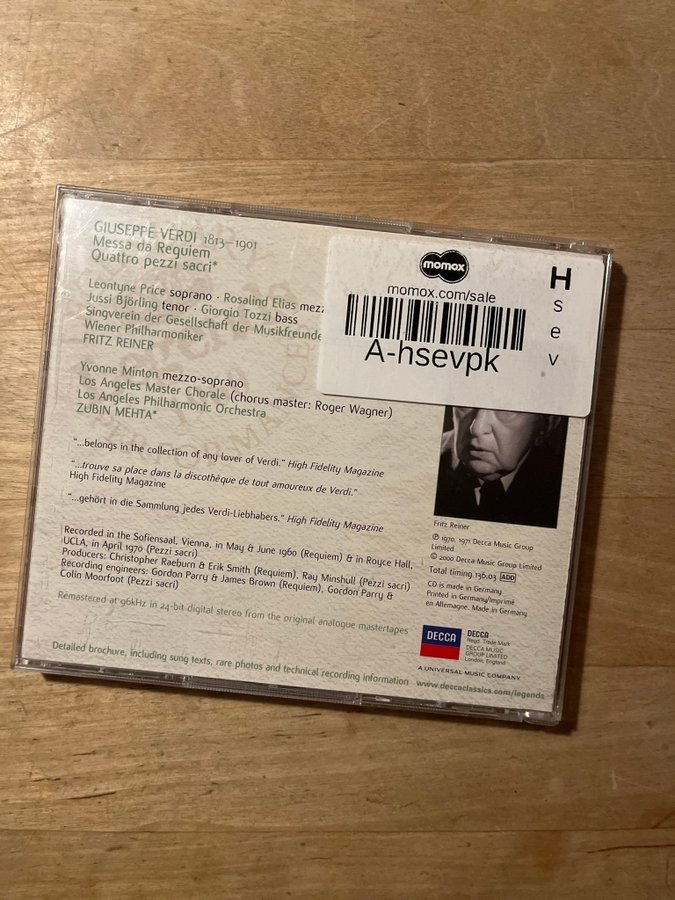 GIUSEPPE VERDI 1813–1901
Messa da Requiem
Quattro pezzi sacri*
Leontyne Price soprano · Rosalind Elias mezz
Jussi Björling tenor · Giorgio Tozzi bass
Singverein der Gesellschaft der Musikfreunde
Wiener Philharmoniker
FRITZ REINER
Yvonne Minton mezzo-soprano
Los Angeles Master Chorale (chorus master: Roger Wagner)
Los Angeles Philharmonic Orchestra
ZUBIN MEHTA*
"...belongs in the collection of any lover of Verdi." High Fidelity Magazine
"...trouve sa place dans la discothèque de tout amoureux de Verdi."
High Fidelity Magazine
"...gehört in die Sammlung jedes Verdi-Liebhabers." High Fidelity Magazine
Recorded in the Sofiensaal, Vienna, in May & June 1960 (Requiem) & in Royce Hall,
UCLA, in April 1970 (Pezzi sacri)
Producers: Christopher Raeburn & Erik Smith (Requiem), Ray Minshull (Pezzi sacri)
Recording engineers: Gordon Parry & James Brown (Requiem), Gordon Parry &
Colin Moorfoot (Pezzi sacri)
Remastered at 96kHz in 24-bit digital stereo from the original analogue mastertapes
Detailed brochure, including sung texts, rare photos and technical recording information
www.deccaclassics.com/legends
momox
momox.com/sale
A-hsevpk
H
s
e
v
Fritz Reiner
℗ 1970, 1971 Decca Music Group
Limited
© 2000 Decca Music Group Limited
Total timing 136.03 ADD
CD is made in Germany
Printed in Germany/Imprimé
en Allemagne. Made in Germany
DECCA
DECCA
Regd. Trade Mark
DECCA MUSIC
GROUP LIMITED
London, England
A UNIVERSAL MUSIC COMPANY